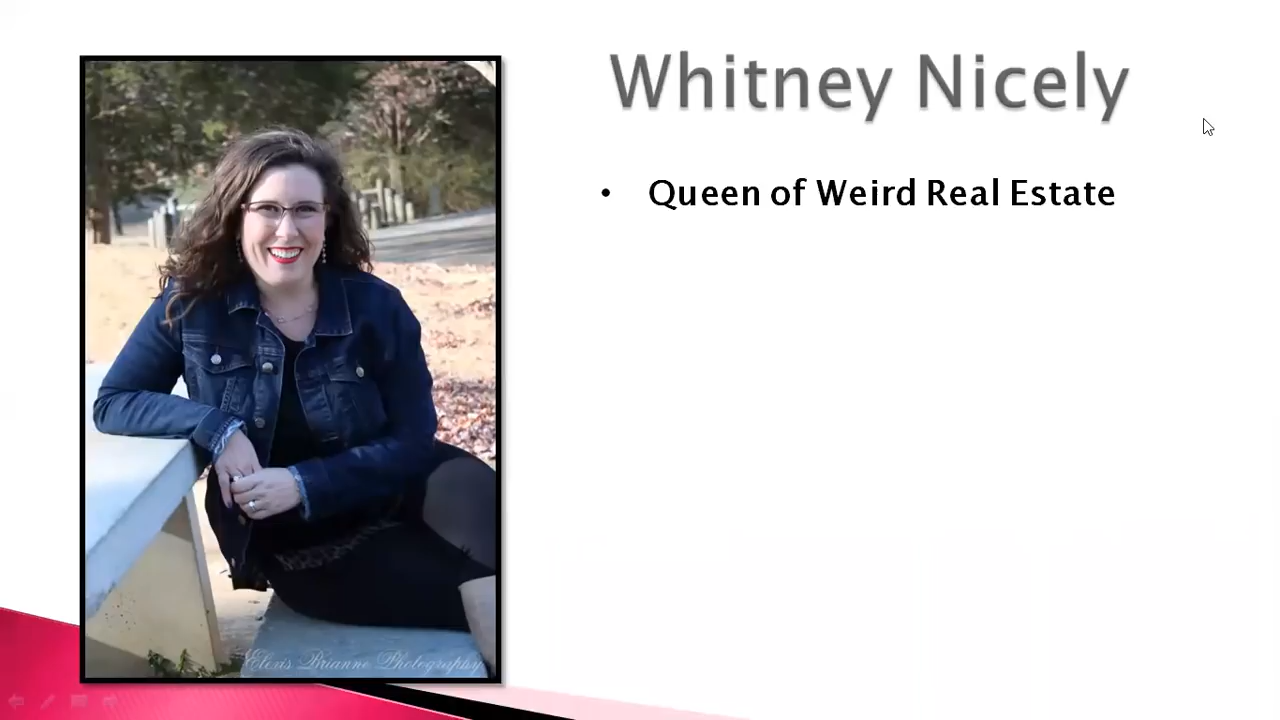 Whitney Nicely
• Queen of Weird Real Estate
Elexis Brianne Photography